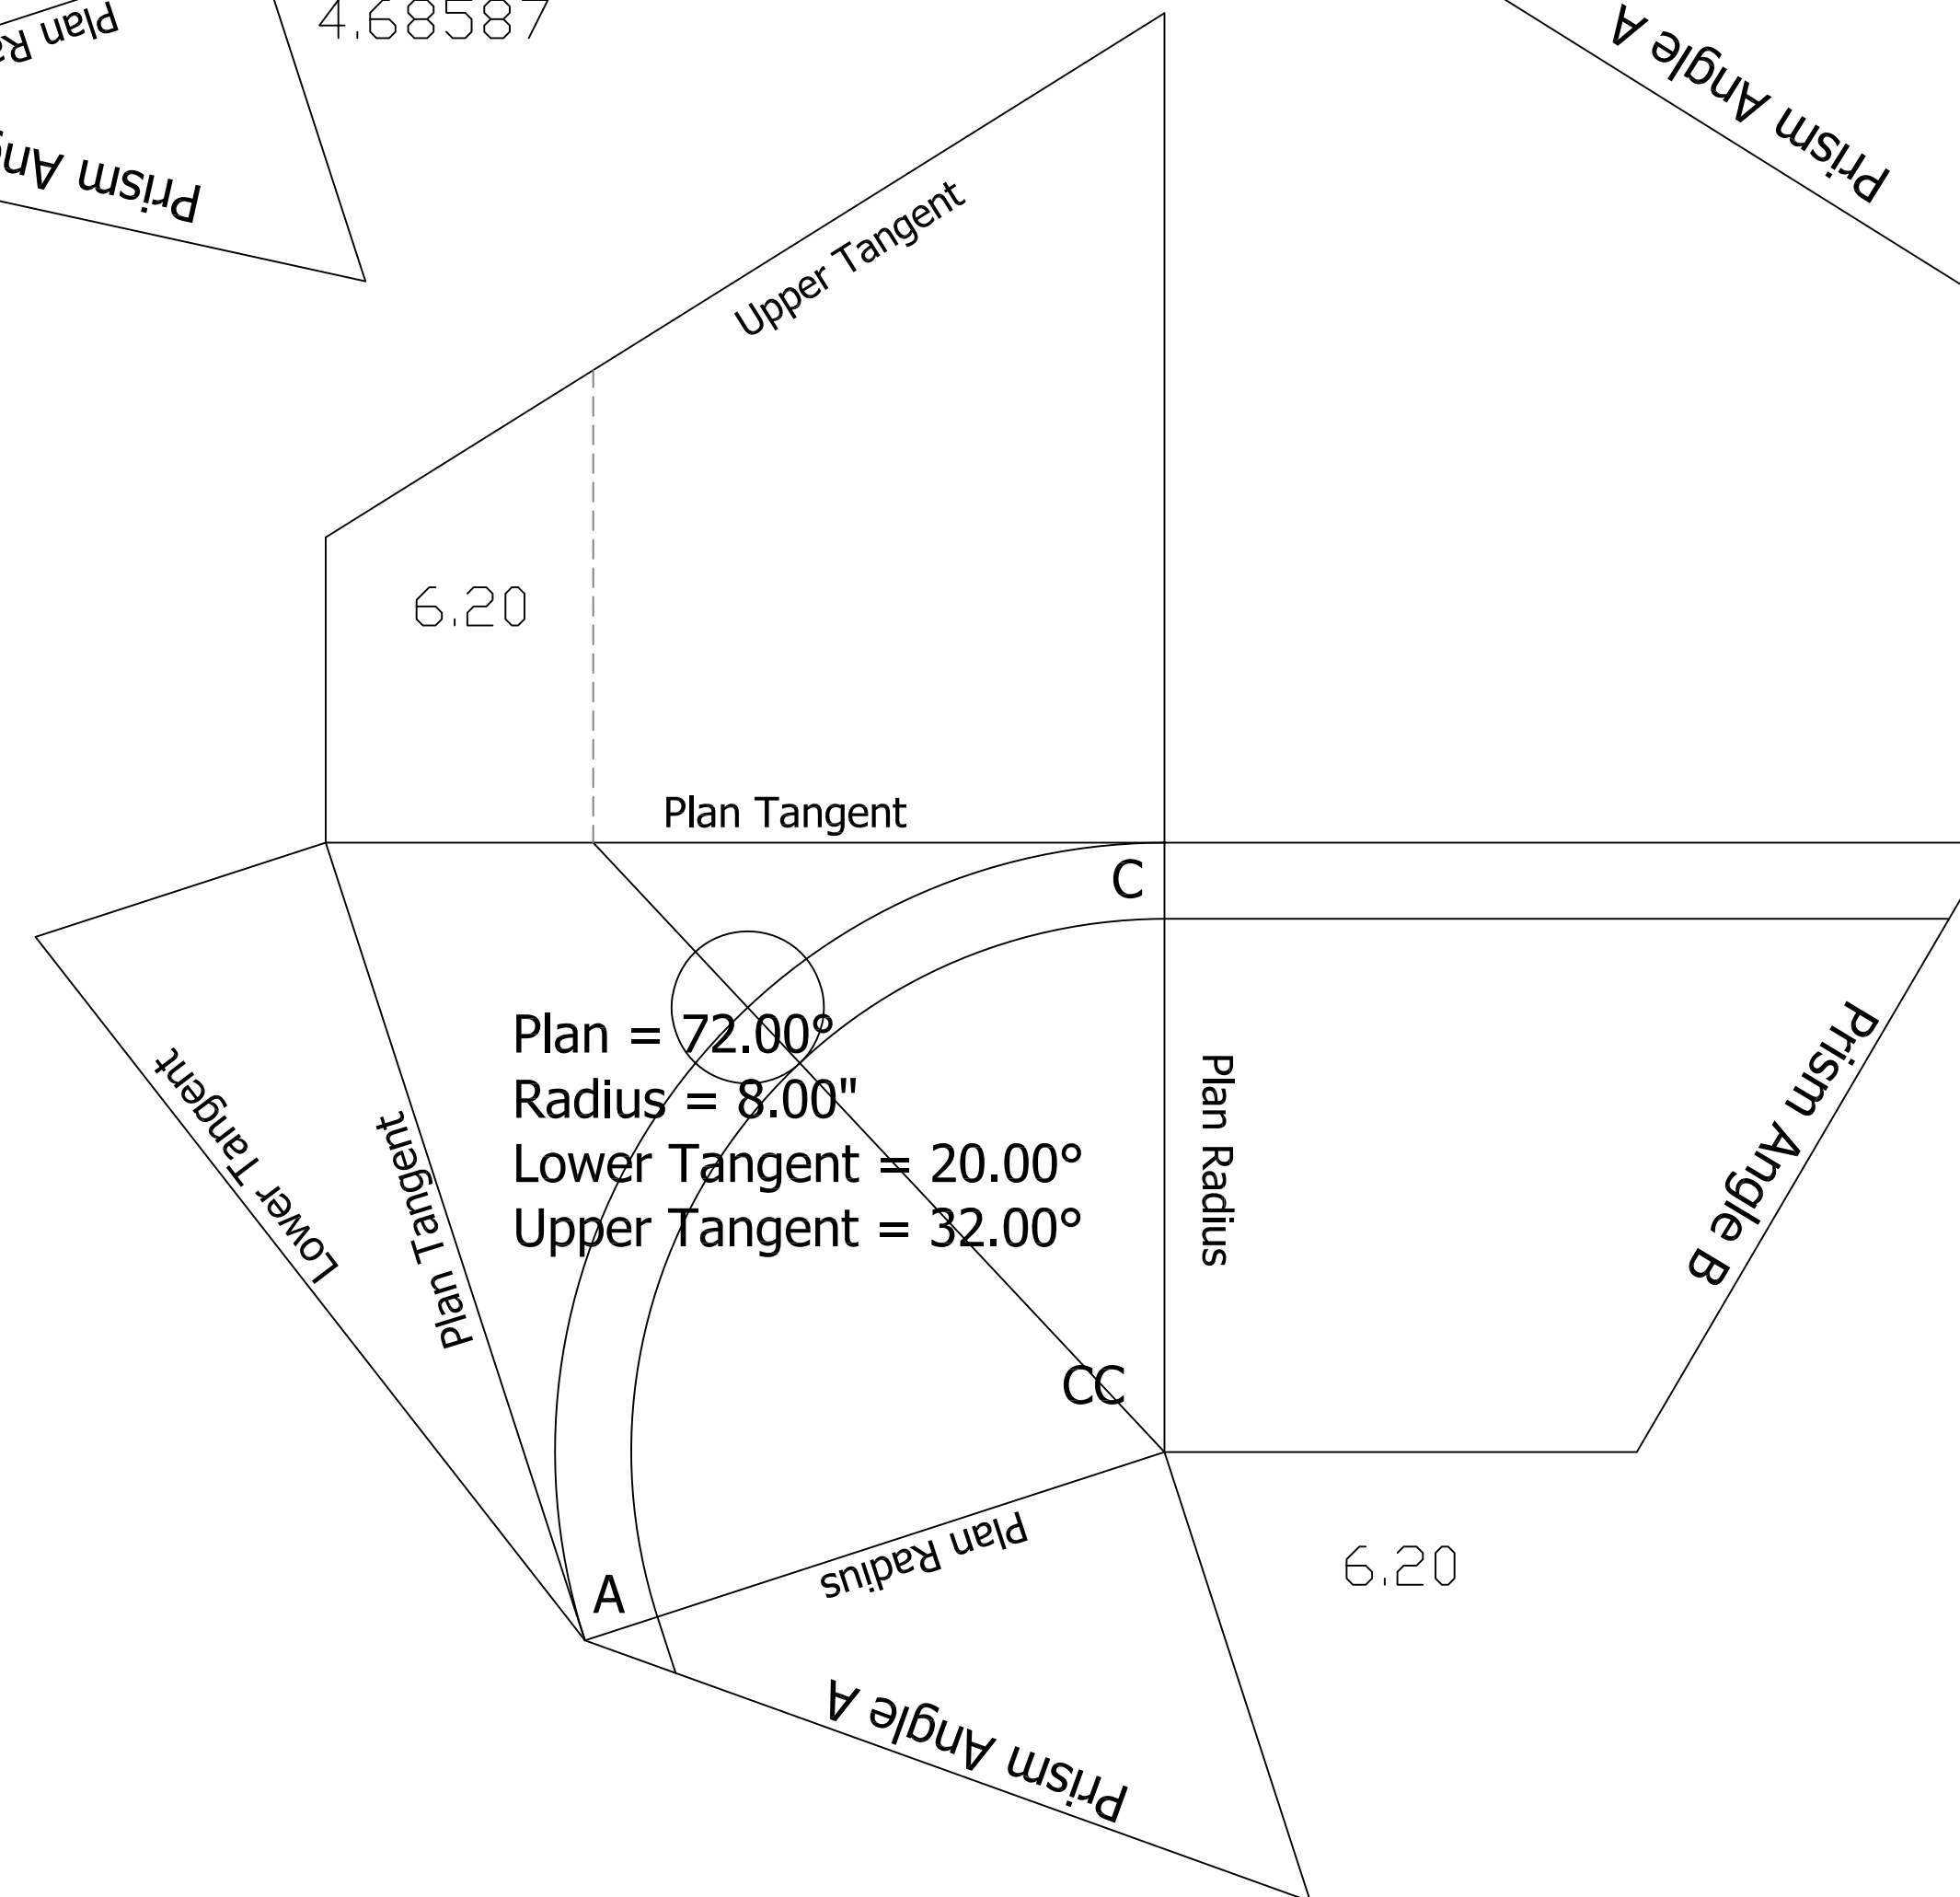 Plan
4.68587
Prism
Prism Angle A
Upper Tangent
6.20
Plan Tangent
C
Plan = 72.00°
Radius = 8.00"
Lower Tangent = 20.00°
Upper Tangent = 32.00°
Lower Tangent
Plan Tangent
Plan Radius
Prism Angle B
CC
Plan Radius
A
6.20
Prism Angle A